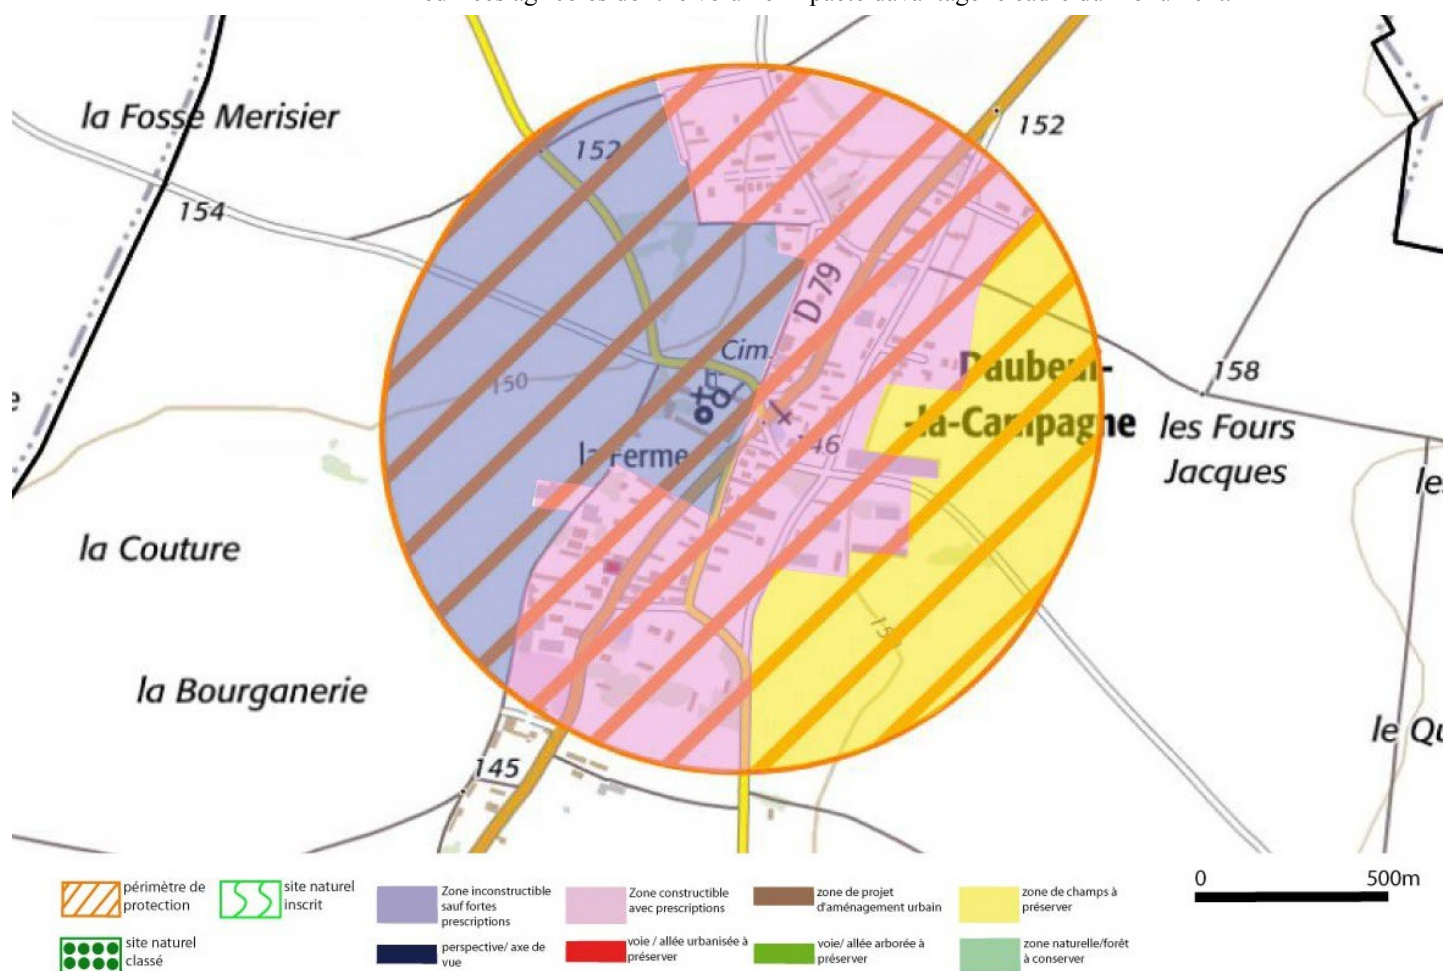 la Fosse Merisier
152
152
154
D 79
Cim.
150
158
Daubeuf-
-la-Campagne
les Fours
Jacques
146
la Ferme
la Couture
la Bourganerie
le Qu
145
0
500m
périmètre de
protection
site naturel
inscrit
Zone inconstructible
sauf fortes
prescriptions
Zone constructible
avec prescriptions
zone de projet
d'aménagement urbain
zone de champs à
préserver
site naturel
classé
perspective/ axe de
vue
voie / allée urbanisée à
préserver
voie/ allée arborée à
préserver
zone naturelle/forêt
à conserver